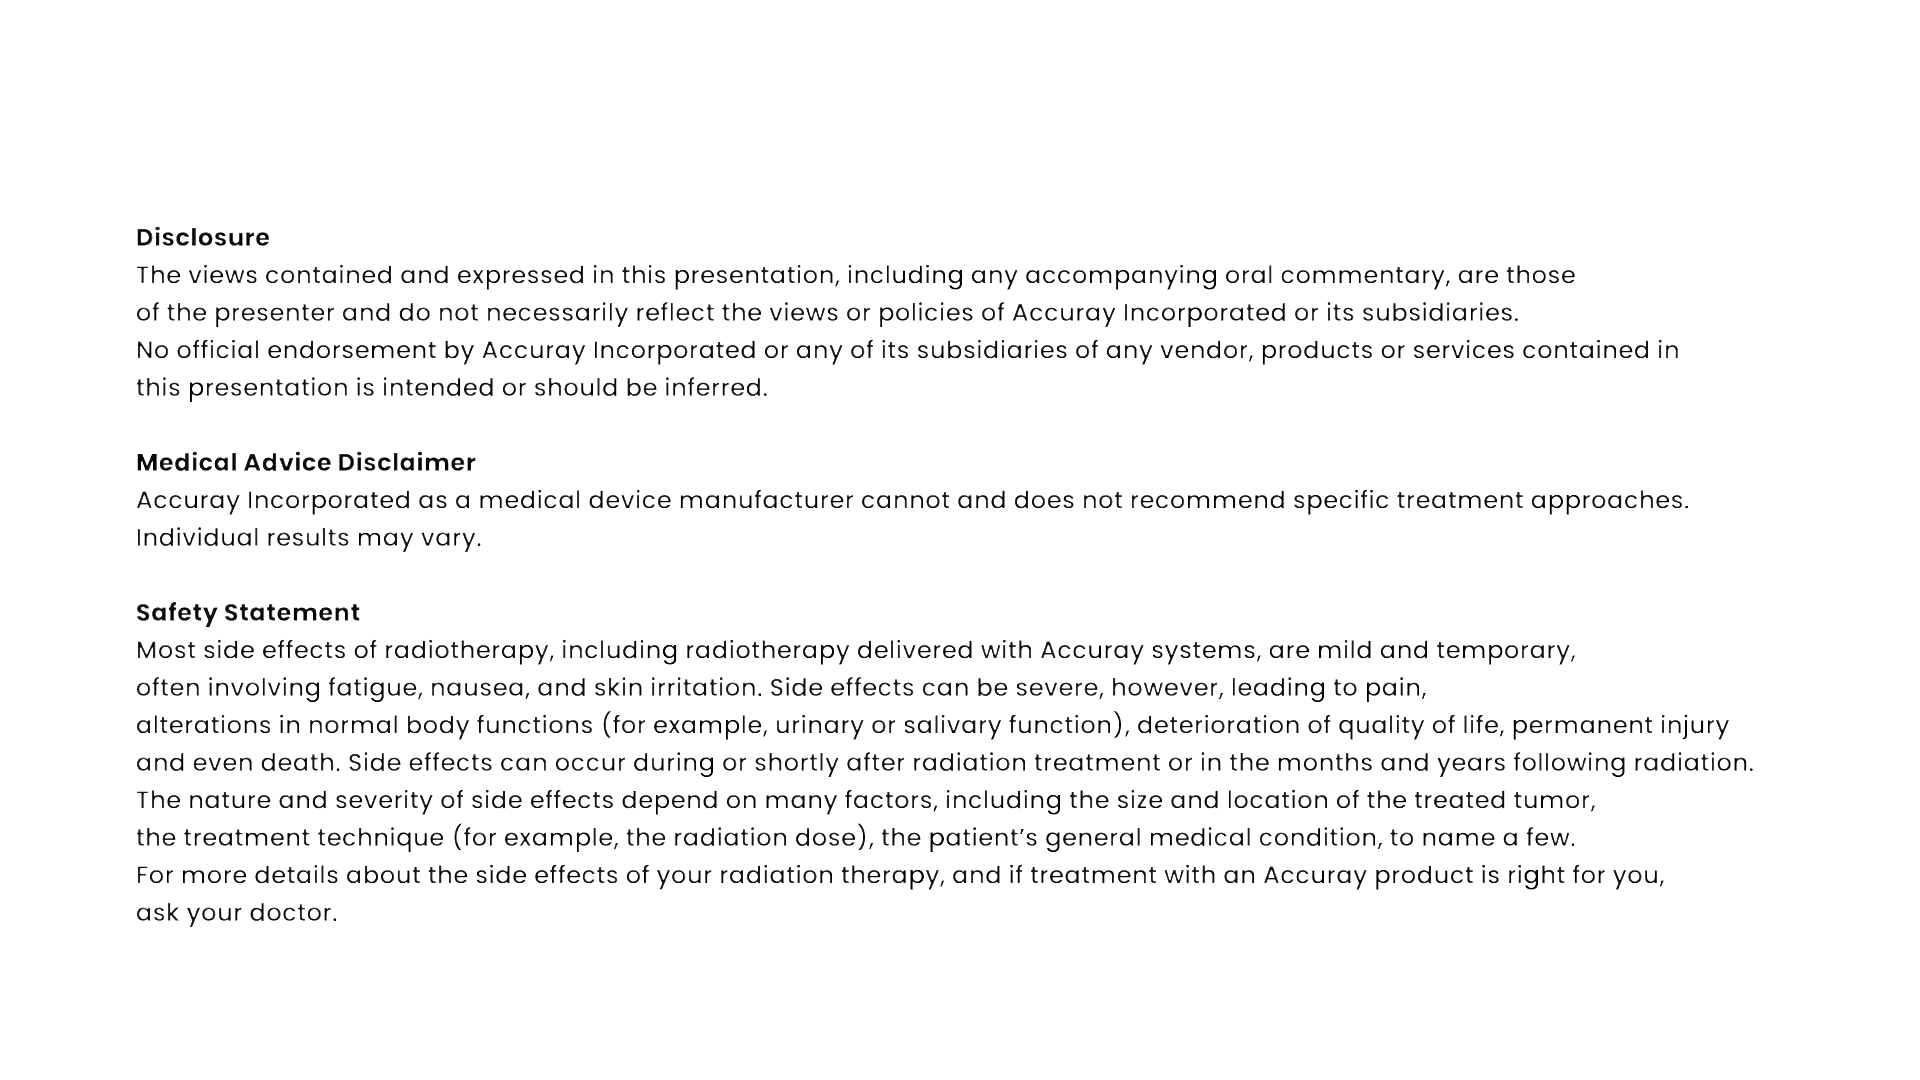 Disclosure
The views contained and expressed in this presentation, including any accompanying oral commentary, are those
of the presenter and do not necessarily reflect the views or policies of Accuray Incorporated or its subsidiaries.
No official endorsement by Accuray Incorporated or any of its subsidiaries of any vendor, products or services contained in
this presentation is intended or should be inferred.
Medical Advice Disclaimer
Accuray Incorporated as a medical device manufacturer cannot and does not recommend specific treatment approaches.
Individual results may vary.
Safety Statement
Most side effects of radiotherapy, including radiotherapy delivered with Accuray systems, are mild and temporary,
often involving fatigue, nausea, and skin irritation. Side effects can be severe, however, leading to pain,
alterations in normal body functions (for example, urinary or salivary function), deterioration of quality of life, permanent injury
and even death. Side effects can occur during or shortly after radiation treatment or in the months and years following radiation.
The nature and severity of side effects depend on many factors, including the size and location of the treated tumor,
the treatment technique (for example, the radiation dose), the patient’s general medical condition, to name a few.
For more details about the side effects of your radiation therapy, and if treatment with an Accuray product is right for you,
ask your doctor.